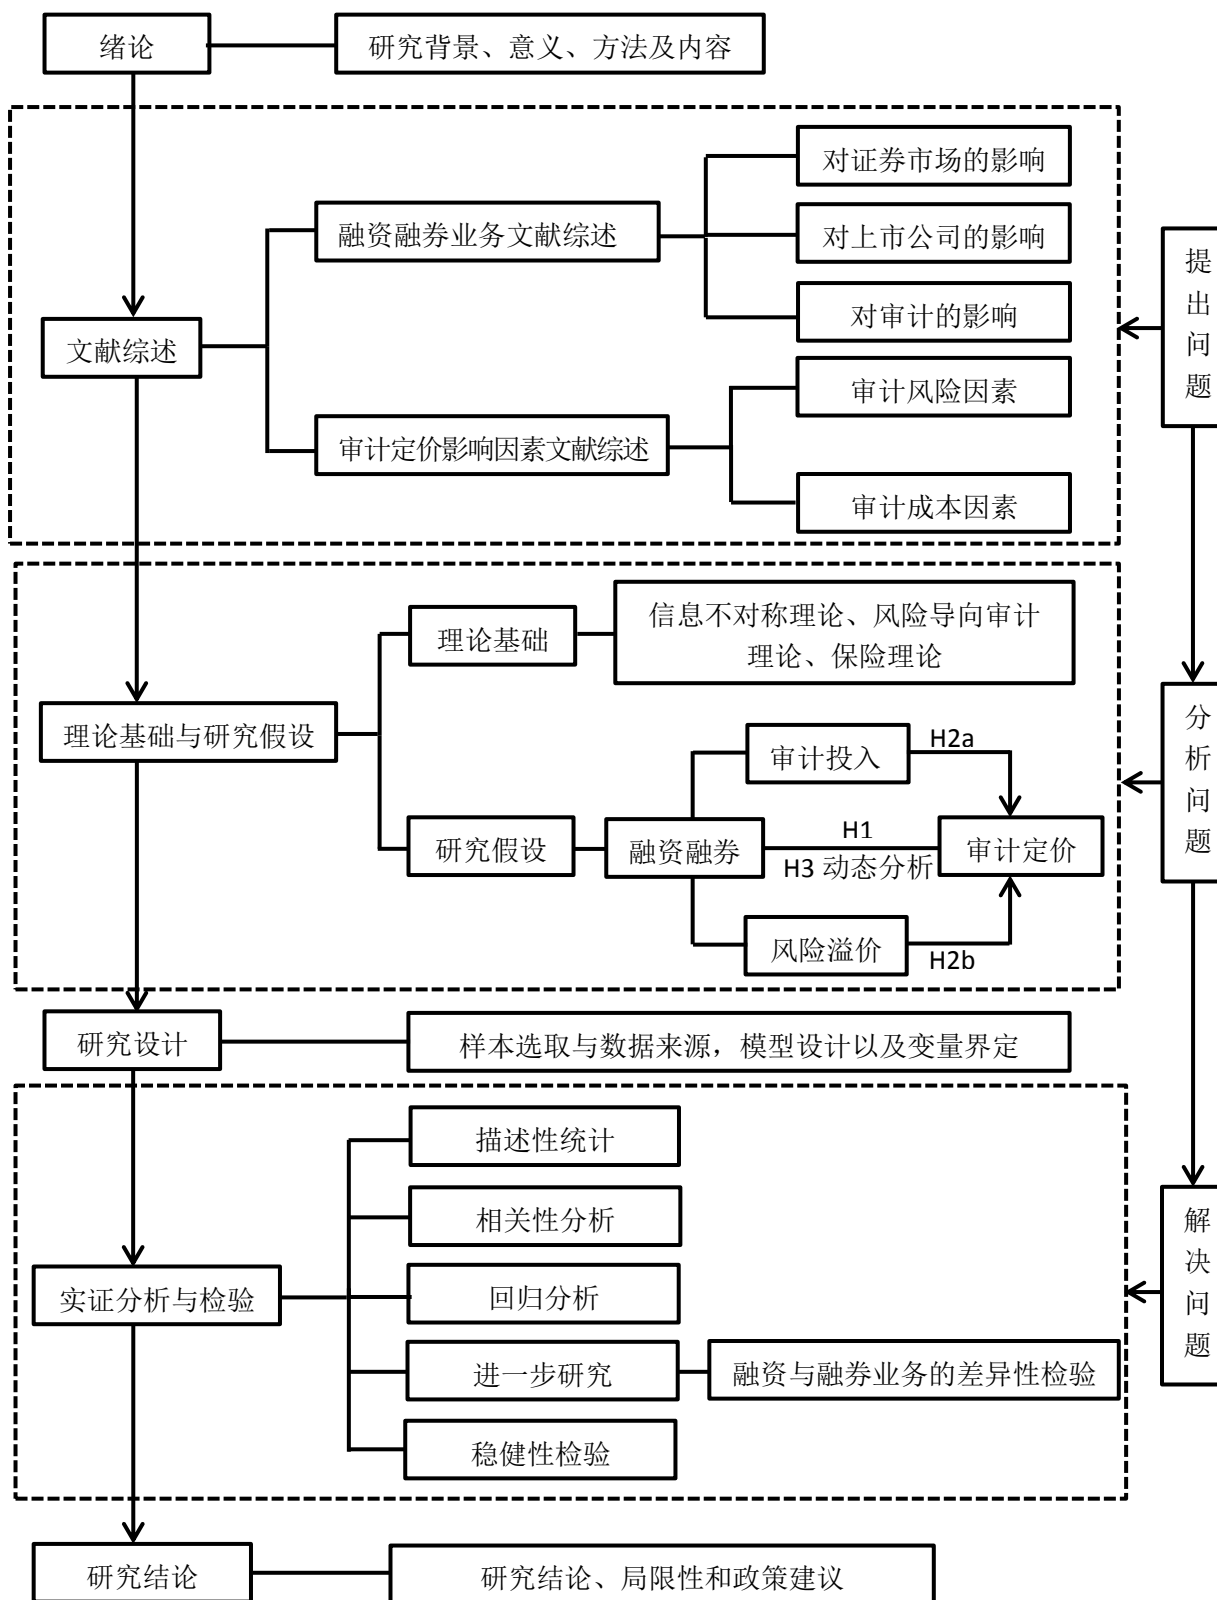 绪论
研究背景、意义、方法及内容
对证券市场的影响
融资融券业务文献综述
对上市公司的影响
对审计的影响
文献综述
审计风险因素
审计定价影响因素文献综述
审计成本因素
提出问题
理论基础
信息不对称理论、风险导向审计
理论、保险理论
理论基础与研究假设
审计投入
H2a
研究假设
融资融券
H1
H3 动态分析
审计定价
风险溢价
H2b
分析问题
研究设计
样本选取与数据来源，模型设计以及变量界定
描述性统计
相关性分析
实证分析与检验
回归分析
进一步研究
融资与融券业务的差异性检验
稳健性检验
解决问题
研究结论
研究结论、局限性和政策建议